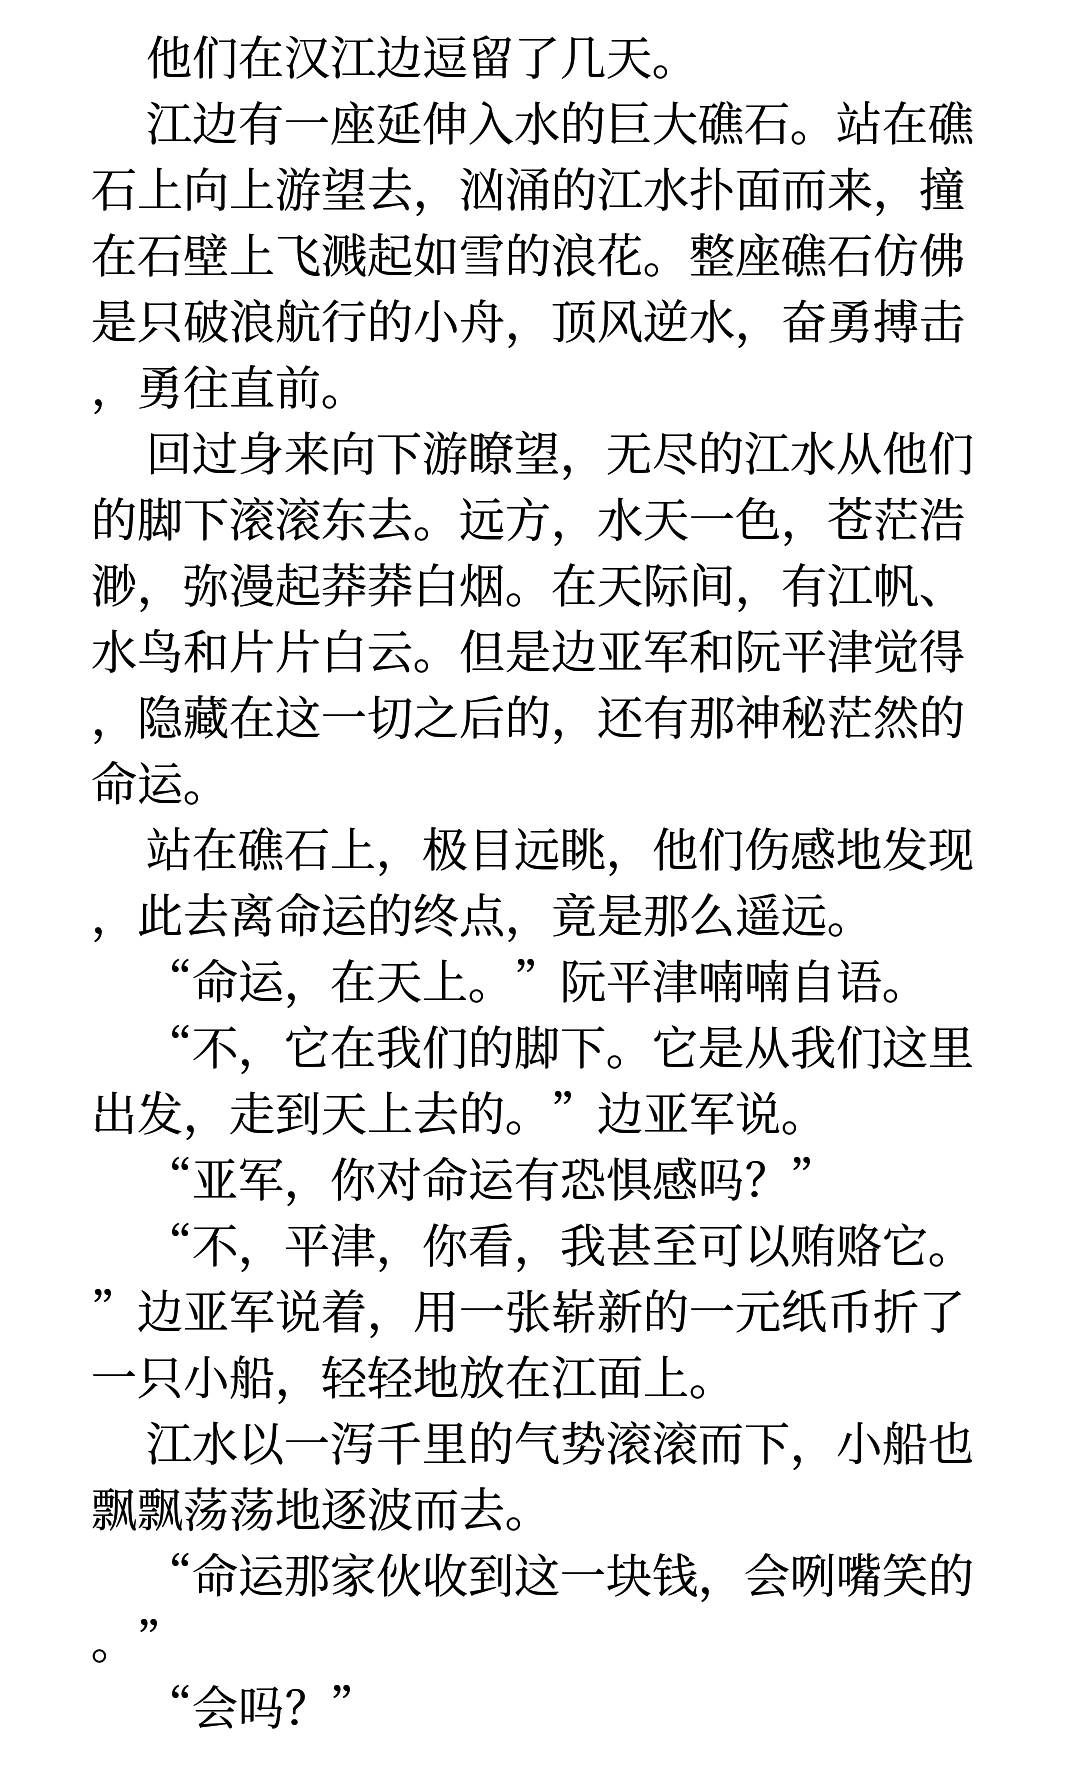 他们在汉江边逗留了几天。
江边有一座延伸入水的巨大礁石。站在礁
石上向上游望去，汹涌的江水扑面而来，撞
在石壁上飞溅起如雪的浪花。整座礁石仿佛
是只破浪航行的小舟，顶风逆水，奋勇搏击
，勇往直前。
回过身来向下游瞭望，无尽的江水从他们
的脚下滚滚东去。远方，水天一色，苍茫浩
渺，弥漫起莽莽白烟。在天际间，有江帆、
水鸟和片片白云。但是边亚军和阮平津觉得
，隐藏在这一切之后的，还有那神秘茫然的
命运。
站在礁石上，极目远眺，他们伤感地发现
，此去离命运的终点，竟是那么遥远。
“命运，在天上。”阮平津喃喃自语。
“不，它在我们的脚下。它是从我们这里
出发，走到天上去的。”边亚军说。
“亚军，你对命运有恐惧感吗？”
“不，平津，你看，我甚至可以贿赂它。
”边亚军说着，用一张崭新的一元纸币折了
一只小船，轻轻地放在江面上。
江水以一泻千里的气势滚滚而下，小船也
飘飘荡荡地逐波而去。
“命运那家伙收到这一块钱，会咧嘴笑的
。”
“会吗？”